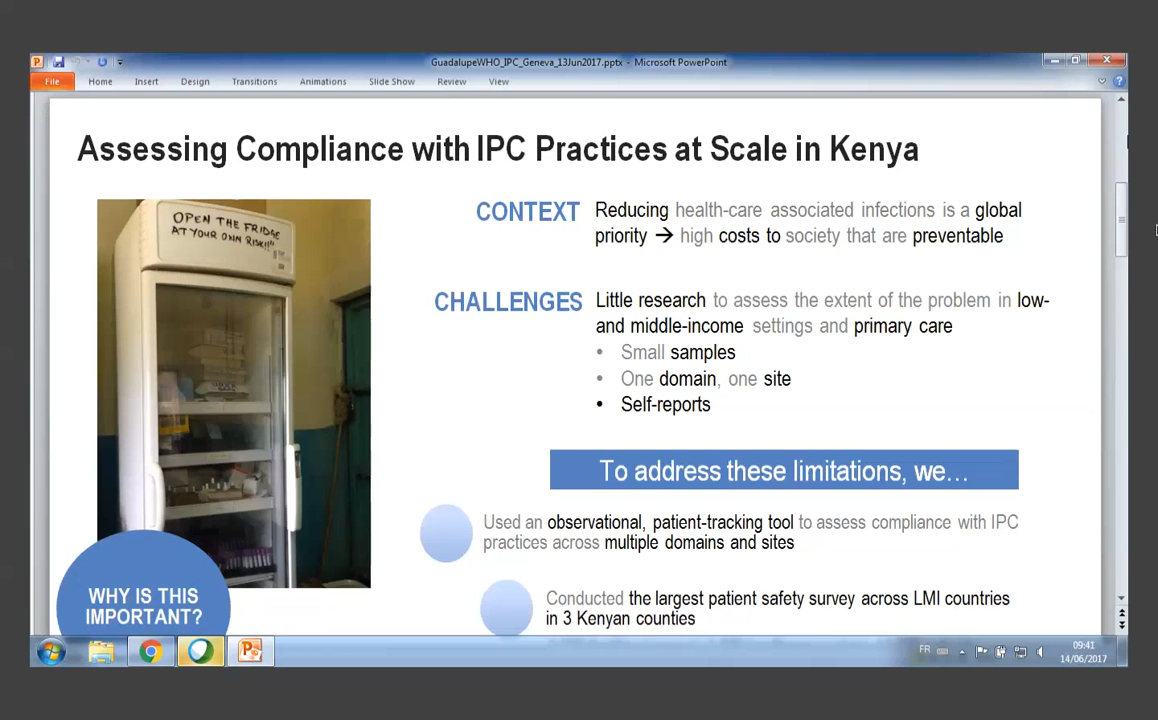 GuadalupeWHO_IPC_Geneva_13Jun2017.pptx - Microsoft PowerPoint
File Home Insert Design Transitions Animations Slide Show Review View
Assessing Compliance with IPC Practices at Scale in Kenya
OPEN THE FRIDGE
AT YOUR OWN RISK!!"
CONTEXT
Reducing health-care associated infections is a global
priority → high costs to society that are preventable
CHALLENGES
Little research to assess the extent of the problem in low-
and middle-income settings and primary care
• Small samples
• One domain, one site
• Self-reports
To address these limitations, we…
Used an observational, patient-tracking tool to assess compliance with IPC
practices across multiple domains and sites
WHY IS THIS
IMPORTANT?
Conducted the largest patient safety survey across LMI countries
in 3 Kenyan counties
FR
09:41
14/06/2017